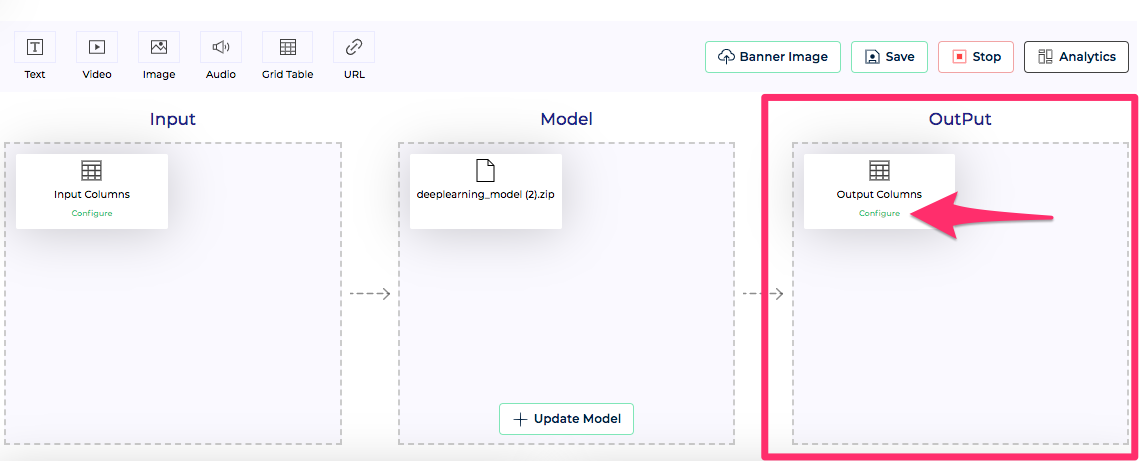 Text
Video
Image
Audio
Grid Table
URL
Banner Image
Save
Stop
Analytics
Input
Model
OutPut
Input Columns
Configure
deeplearning_model (2).zip
Output Columns
Configure
Update Model